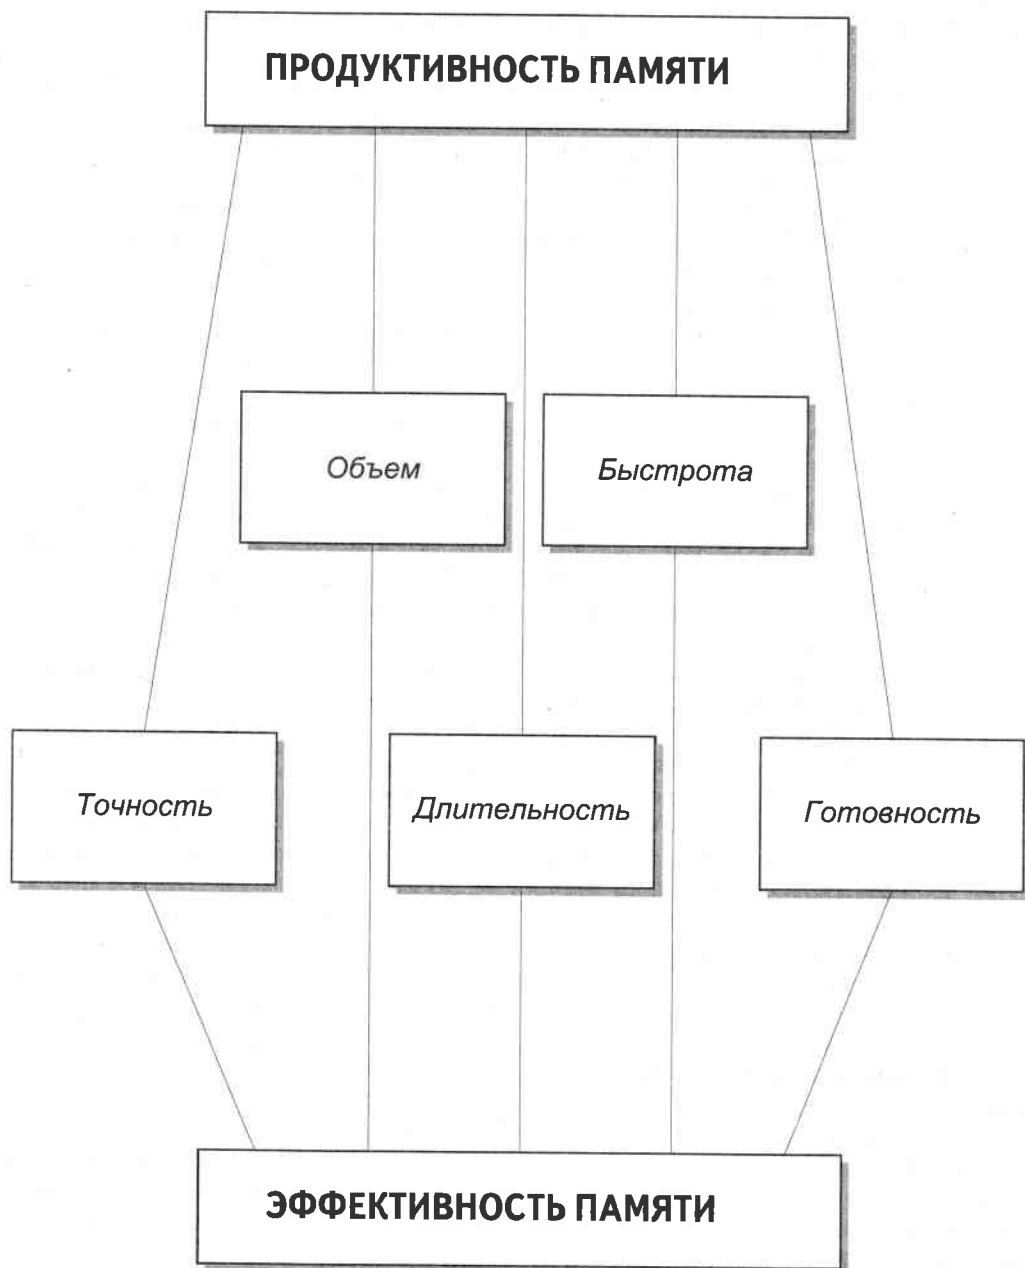 ПРОДУКТИВНОСТЬ ПАМЯТИ
Объем
Быстрота
Точность
Длительность
Готовность
ЭФФЕКТИВНОСТЬ ПАМЯТИ